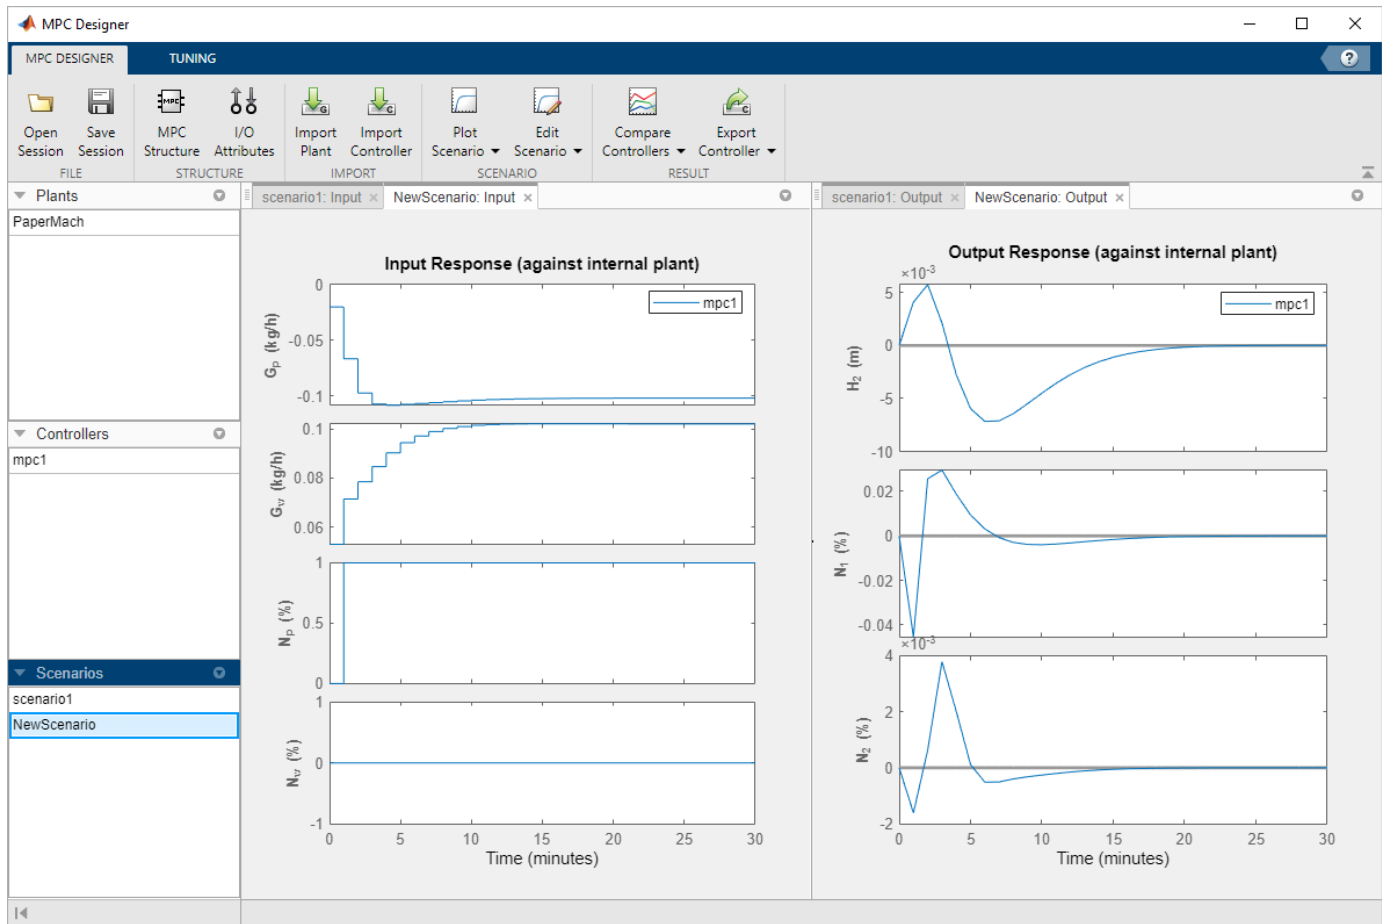 MPC Designer
MPC DESIGNER TUNING
MPC
G
C
C
Open Session
Save Session
MPC Structure
I/O Attributes
Import Plant
Import Controller
Plot Scenario
Edit Scenario
Compare Controllers
Export Controller
FILE STRUCTURE IMPORT SCENARIO RESULT
Plants
PaperMach
Controllers
mpc1
Scenarios
scenario1
NewScenario
scenario1: Input × NewScenario: Input ×
Input Response (against internal plant)
mpc1
Gₚ (kg/h)
0
-0.05
-0.1
G_w (kg/h)
0.1
0.08
0.06
Nₚ (%)
1
0.5
0
N_w (%)
1
0
-1
0 5 10 15 20 25 30
Time (minutes)
scenario1: Output × NewScenario: Output ×
Output Response (against internal plant)
×10⁻³
mpc1
H₂ (m)
5
0
-5
-10
N₁ (%)
0.02
0
-0.02
-0.04
×10⁻³
N₂ (%)
4
2
0
-2
0 5 10 15 20 25 30
Time (minutes)